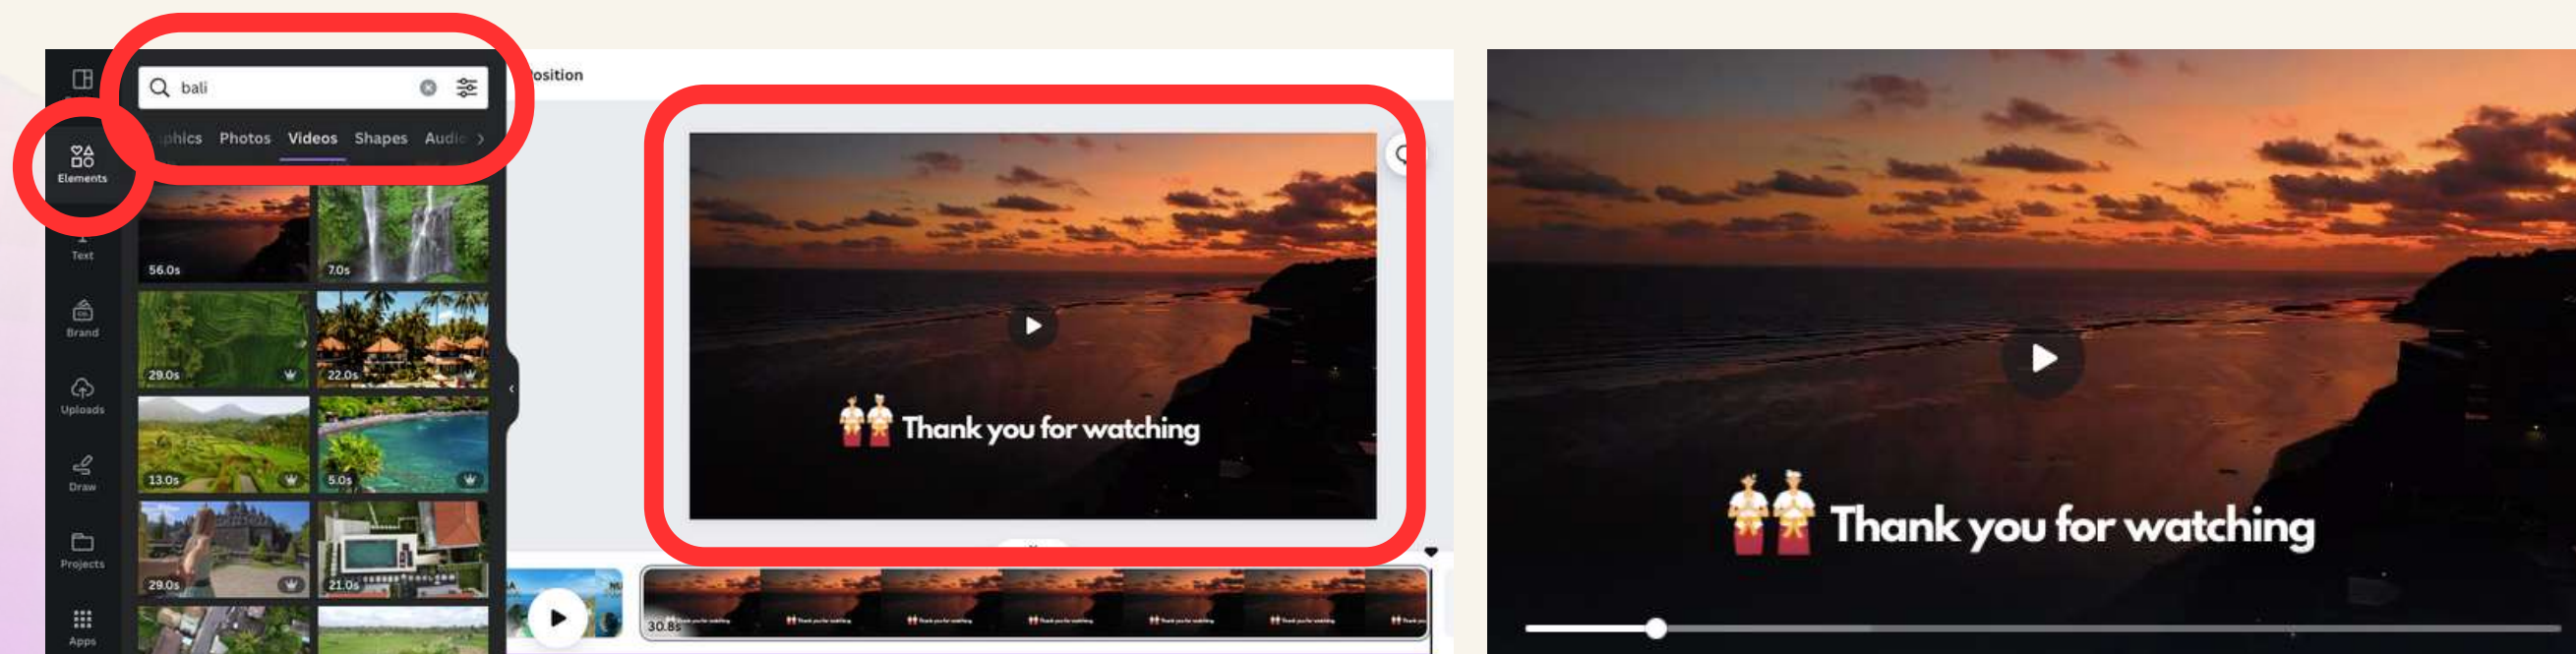 bali
Photos Videos Shapes
Elements
Text
Brand
Uploads
Draw
Projects
Apps
56.0s
7.0s
29.0s
22.0s
13.0s
5.0s
29.0s
21.0s
osition
Thank you for watching
30.8s
Thank you for watching